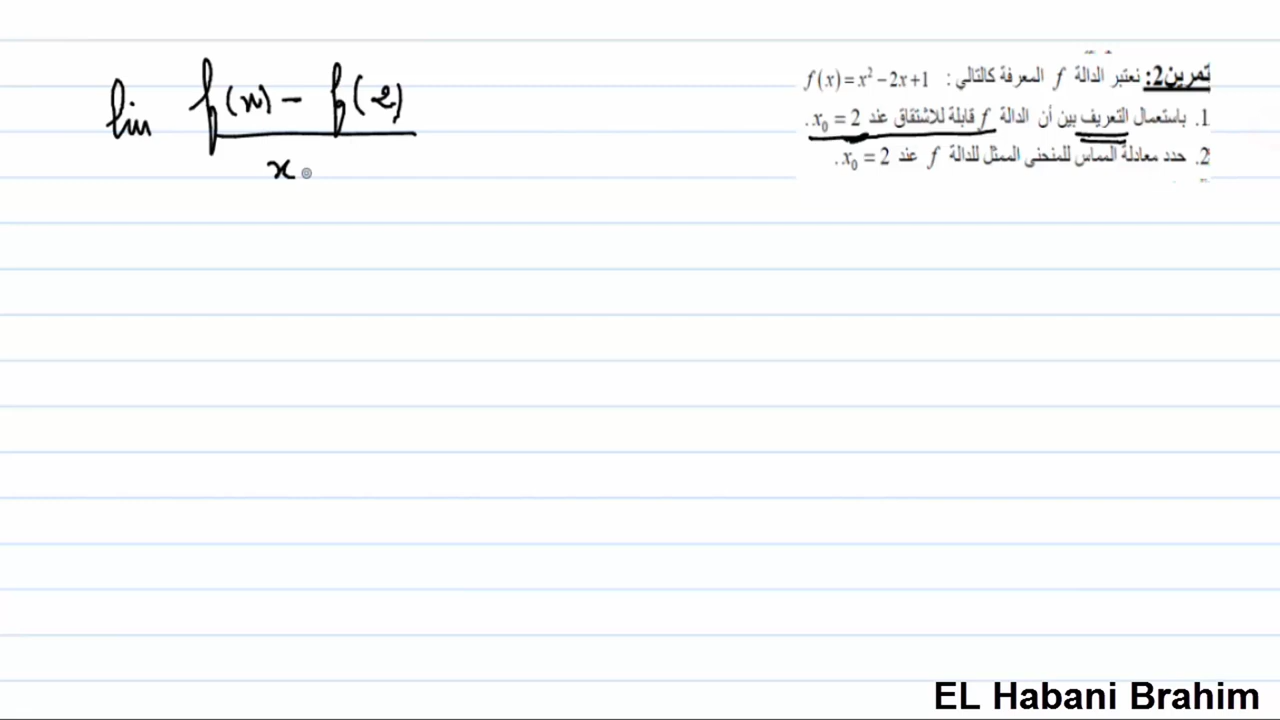 lim f(x) - f(2)
x
تمرين2: نعتبر الدالة f المعرفة كالتالي : f(x)=x²-2x+1
1. باستعمال التعريف بين أن الدالة f قابلة للاشتقاق عند x₀ = 2 .
2. حدد معادلة المماس للمنحنى الممثل للدالة f عند x₀ = 2 .
EL Habani Brahim